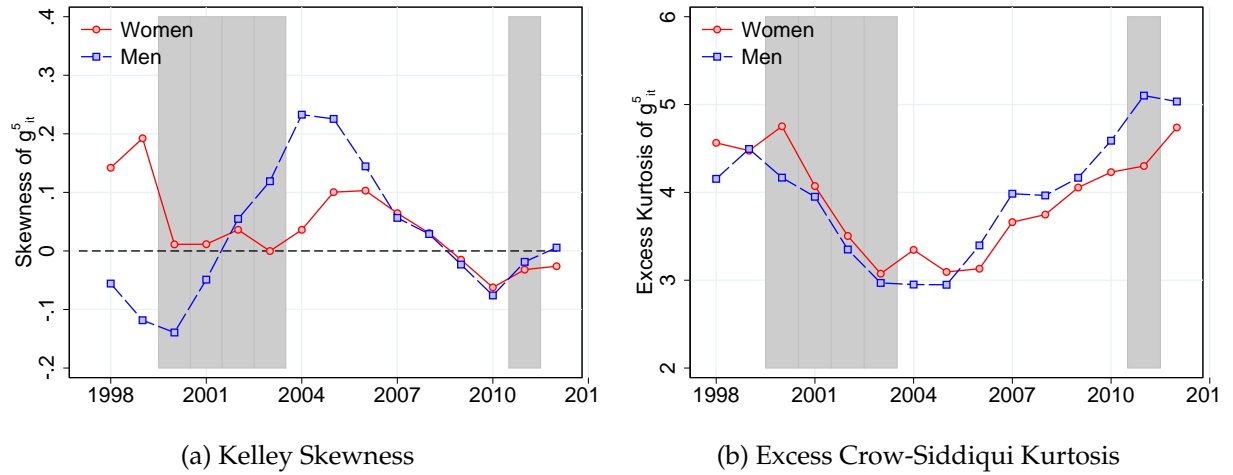 Women
Men
Skewness of g⁵ᵢₜ
.4
.3
.2
.1
0
-.1
-.2
1998 2001 2004 2007 2010 201
(a) Kelley Skewness
Women
Men
Excess Kurtosis of g⁵ᵢₜ
6
5
4
3
2
1998 2001 2004 2007 2010 201
(b) Excess Crow-Siddiqui Kurtosis